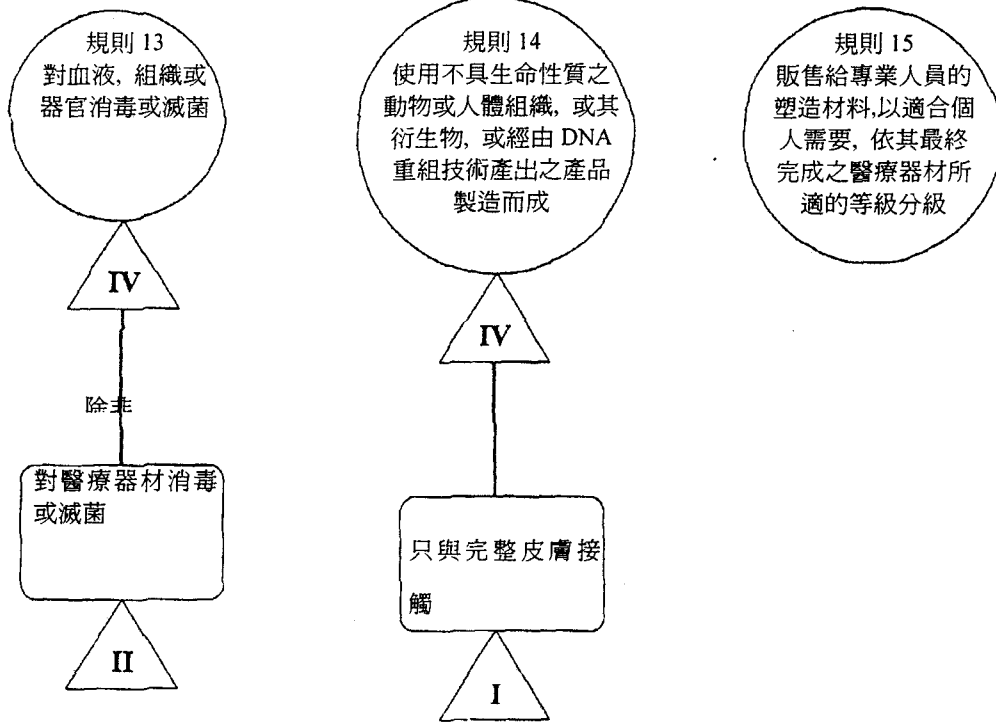 規則 13
對血液, 組織或
器官消毒或滅菌
IV
除非
對醫療器材消毒
或滅菌
II
規則 14
使用不具生命性質之
動物或人體組織, 或其
衍生物, 或經由 DNA
重組技術產出之產品
製造而成
IV
只與完整皮膚接
觸
I
規則 15
販售給專業人員的
塑造材料,以適合個
人需要, 依其最終
完成之醫療器材所
適的等級分級